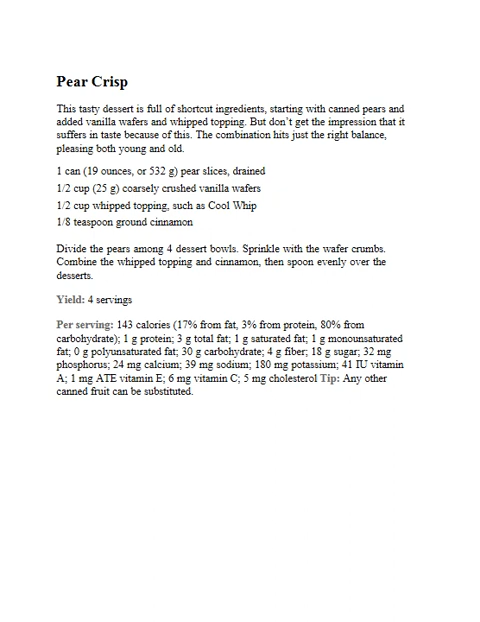 Pear Crisp
This tasty dessert is full of shortcut ingredients, starting with canned pears and
added vanilla wafers and whipped topping. But don't get the impression that it
suffers in taste because of this. The combination hits just the right balance,
pleasing both young and old.
1 can (19 ounces, or 532 g) pear slices, drained
1/2 cup (25 g) coarsely crushed vanilla wafers
1/2 cup whipped topping, such as Cool Whip
1/8 teaspoon ground cinnamon
Divide the pears among 4 dessert bowls. Sprinkle with the wafer crumbs.
Combine the whipped topping and cinnamon, then spoon evenly over the
desserts.
Yield: 4 servings
Per serving: 143 calories (17% from fat, 3% from protein, 80% from
carbohydrate); 1 g protein; 3 g total fat; 1 g saturated fat; 1 g monounsaturated
fat; 0 g polyunsaturated fat; 30 g carbohydrate; 4 g fiber; 18 g sugar; 32 mg
phosphorus; 24 mg calcium; 39 mg sodium; 180 mg potassium; 41 IU vitamin
A; 1 mg ATE vitamin E; 6 mg vitamin C; 5 mg cholesterol Tip: Any other
canned fruit can be substituted.